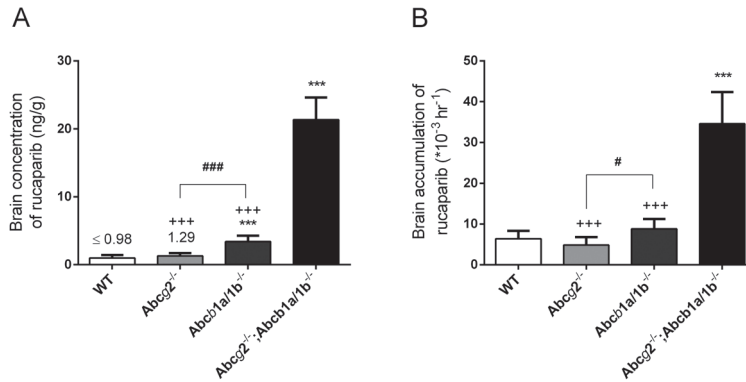 A
Brain concentration
of rucaparib (ng/g)
30
20
10
0
***
###
+++
***
+++
1.29
≤ 0.98
WT
Abcg2-/-
Abcb1a/1b-/-
Abcg2-/-;Abcb1a/1b-/-
B
Brain accumulation of
rucaparib (*10-3 hr-1)
50
40
30
20
10
0
***
#
+++
+++
WT
Abcg2-/-
Abcb1a/1b-/-
Abcg2-/-;Abcb1a/1b-/-